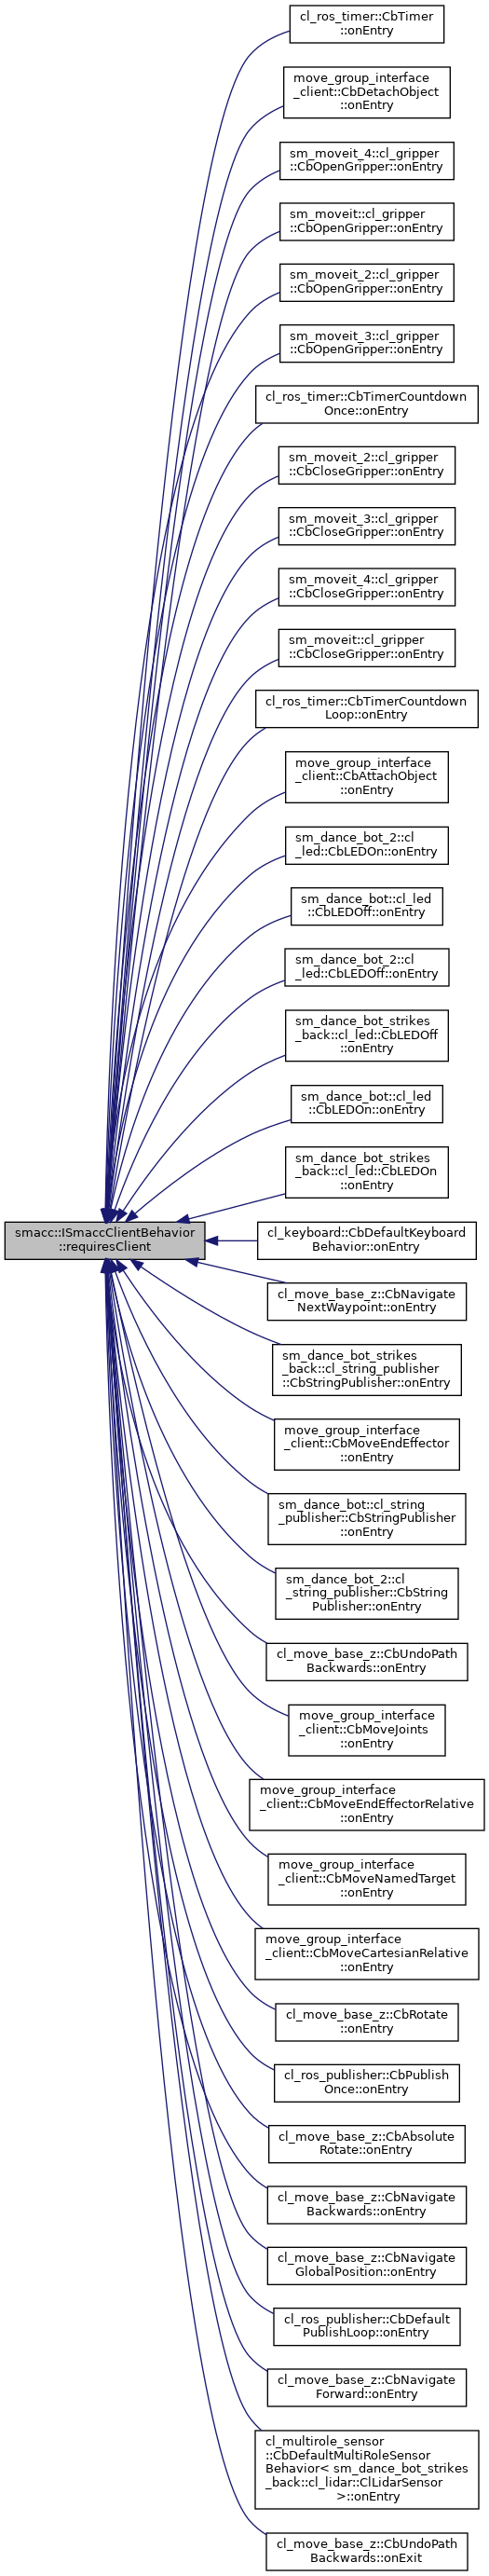 cl_ros_timer::CbTimer
::onEntry
move_group_interface
_client::CbDetachObject
::onEntry
sm_moveit_4::cl_gripper
::CbOpenGripper::onEntry
sm_moveit::cl_gripper
::CbOpenGripper::onEntry
sm_moveit_2::cl_gripper
::CbOpenGripper::onEntry
sm_moveit_3::cl_gripper
::CbOpenGripper::onEntry
cl_ros_timer::CbTimerCountdown
Once::onEntry
sm_moveit_2::cl_gripper
::CbCloseGripper::onEntry
sm_moveit_3::cl_gripper
::CbCloseGripper::onEntry
sm_moveit_4::cl_gripper
::CbCloseGripper::onEntry
sm_moveit::cl_gripper
::CbCloseGripper::onEntry
cl_ros_timer::CbTimerCountdown
Loop::onEntry
move_group_interface
_client::CbAttachObject
::onEntry
sm_dance_bot_2::cl
_led::CbLEDOn::onEntry
sm_dance_bot::cl_led
::CbLEDOff::onEntry
sm_dance_bot_2::cl
_led::CbLEDOff::onEntry
sm_dance_bot_strikes
_back::cl_led::CbLEDOff
::onEntry
sm_dance_bot::cl_led
::CbLEDOn::onEntry
sm_dance_bot_strikes
_back::cl_led::CbLEDOn
::onEntry
smacc::ISmaccClientBehavior
::requiresClient
cl_keyboard::CbDefaultKeyboard
Behavior::onEntry
cl_move_base_z::CbNavigate
NextWaypoint::onEntry
sm_dance_bot_strikes
_back::cl_string_publisher
::CbStringPublisher::onEntry
move_group_interface
_client::CbMoveEndEffector
::onEntry
sm_dance_bot::cl_string
_publisher::CbStringPublisher
::onEntry
sm_dance_bot_2::cl
_string_publisher::CbString
Publisher::onEntry
cl_move_base_z::CbUndoPath
Backwards::onEntry
move_group_interface
_client::CbMoveJoints
::onEntry
move_group_interface
_client::CbMoveEndEffectorRelative
::onEntry
move_group_interface
_client::CbMoveNamedTarget
::onEntry
move_group_interface
_client::CbMoveCartesianRelative
::onEntry
cl_move_base_z::CbRotate
::onEntry
cl_ros_publisher::CbPublish
Once::onEntry
cl_move_base_z::CbAbsolute
Rotate::onEntry
cl_move_base_z::CbNavigate
Backwards::onEntry
cl_move_base_z::CbNavigate
GlobalPosition::onEntry
cl_ros_publisher::CbDefault
PublishLoop::onEntry
cl_move_base_z::CbNavigate
Forward::onEntry
cl_multirole_sensor
::CbDefaultMultiRoleSensor
Behavior< sm_dance_bot_strikes
_back::cl_lidar::ClLidarSensor
>::onEntry
cl_move_base_z::CbUndoPath
Backwards::onExit